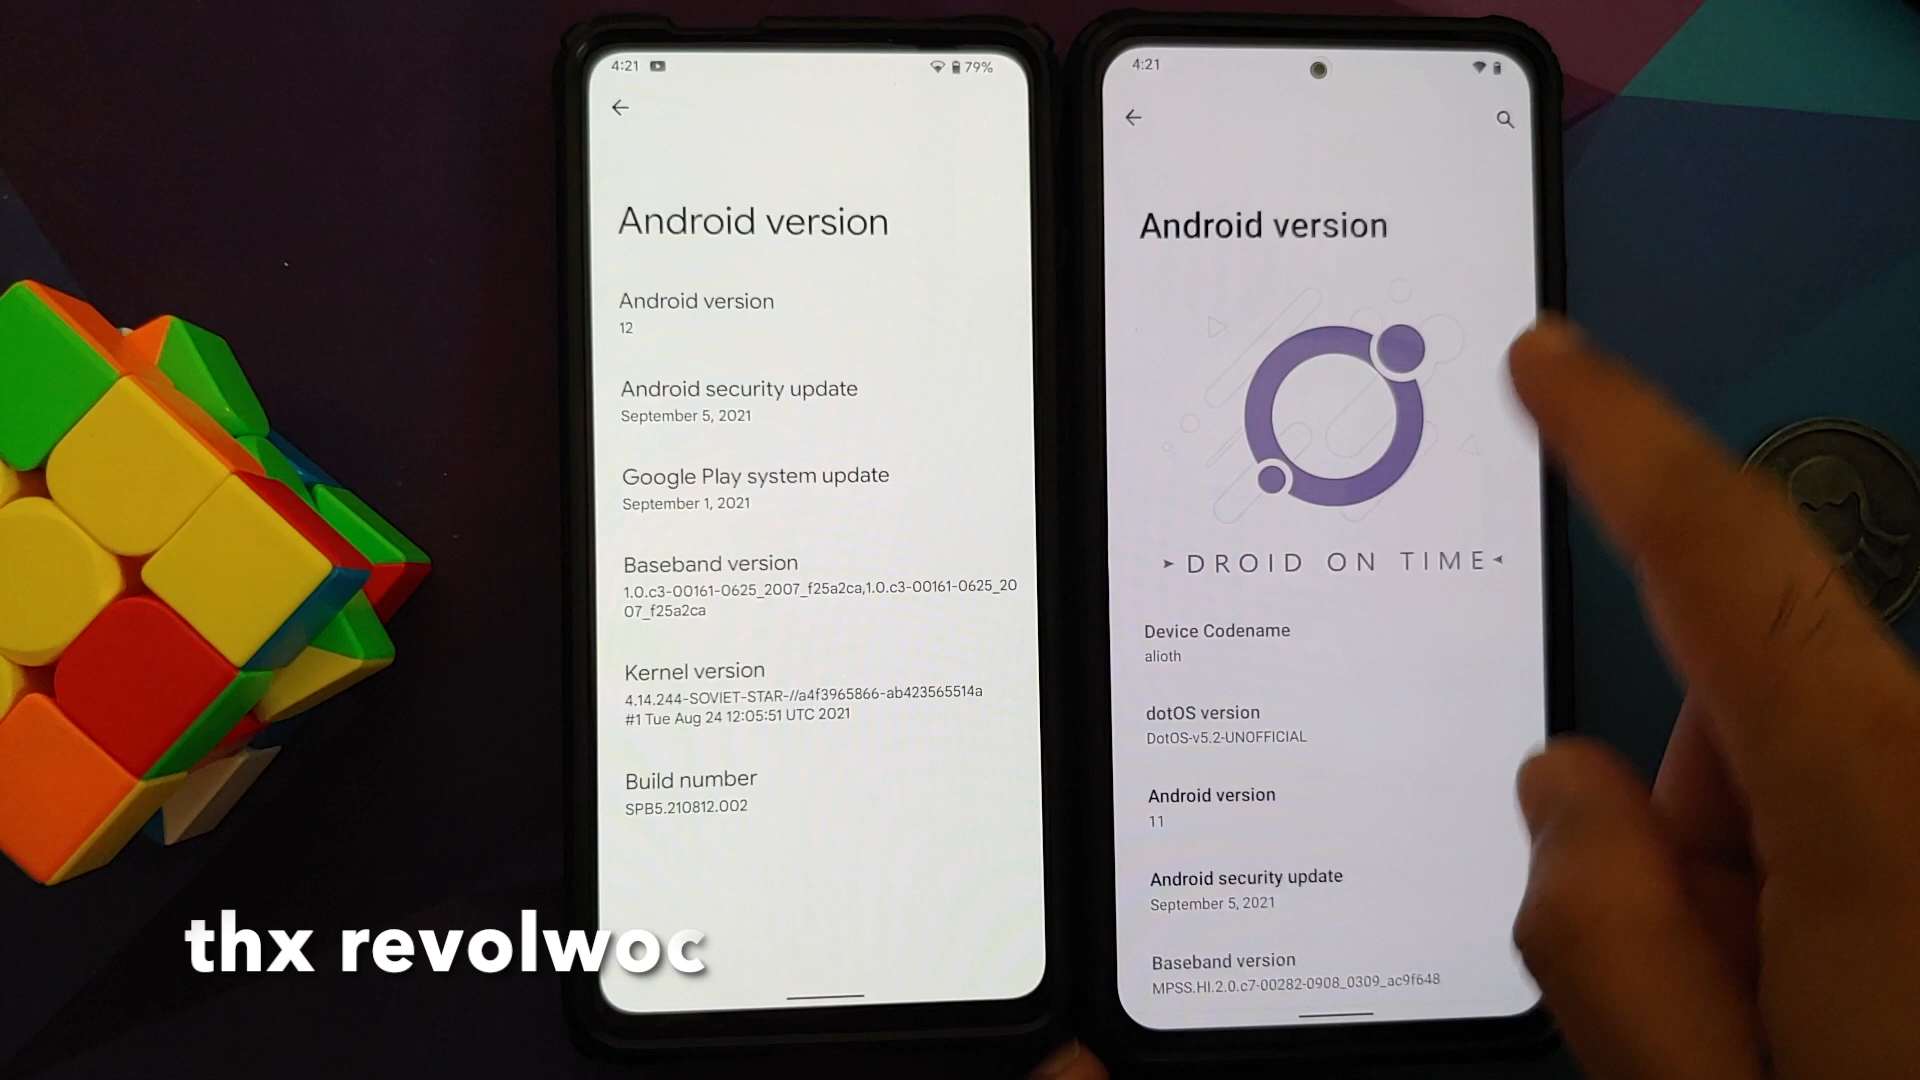 4:21
79%
Android version
Android version
12
Android security update
September 5, 2021
Google Play system update
September 1, 2021
Baseband version
1.0.c3-00161-0625_2007_f25a2ca,1.0.c3-00161-0625_20
07_f25a2ca
Kernel version
4.14.244-SOVIET-STAR-//a4f3965866-ab423565514a
#1 Tue Aug 24 12:05:51 UTC 2021
Build number
SPB5.210812.002
4:21
Android version
DROID ON TIME
Device Codename
alioth
dotOS version
DotOS-v5.2-UNOFFICIAL
Android version
11
Android security update
September 5, 2021
Baseband version
MPSS.HI.2.0.c7-00282-0908_0309_ac9f648
thx revolwoc